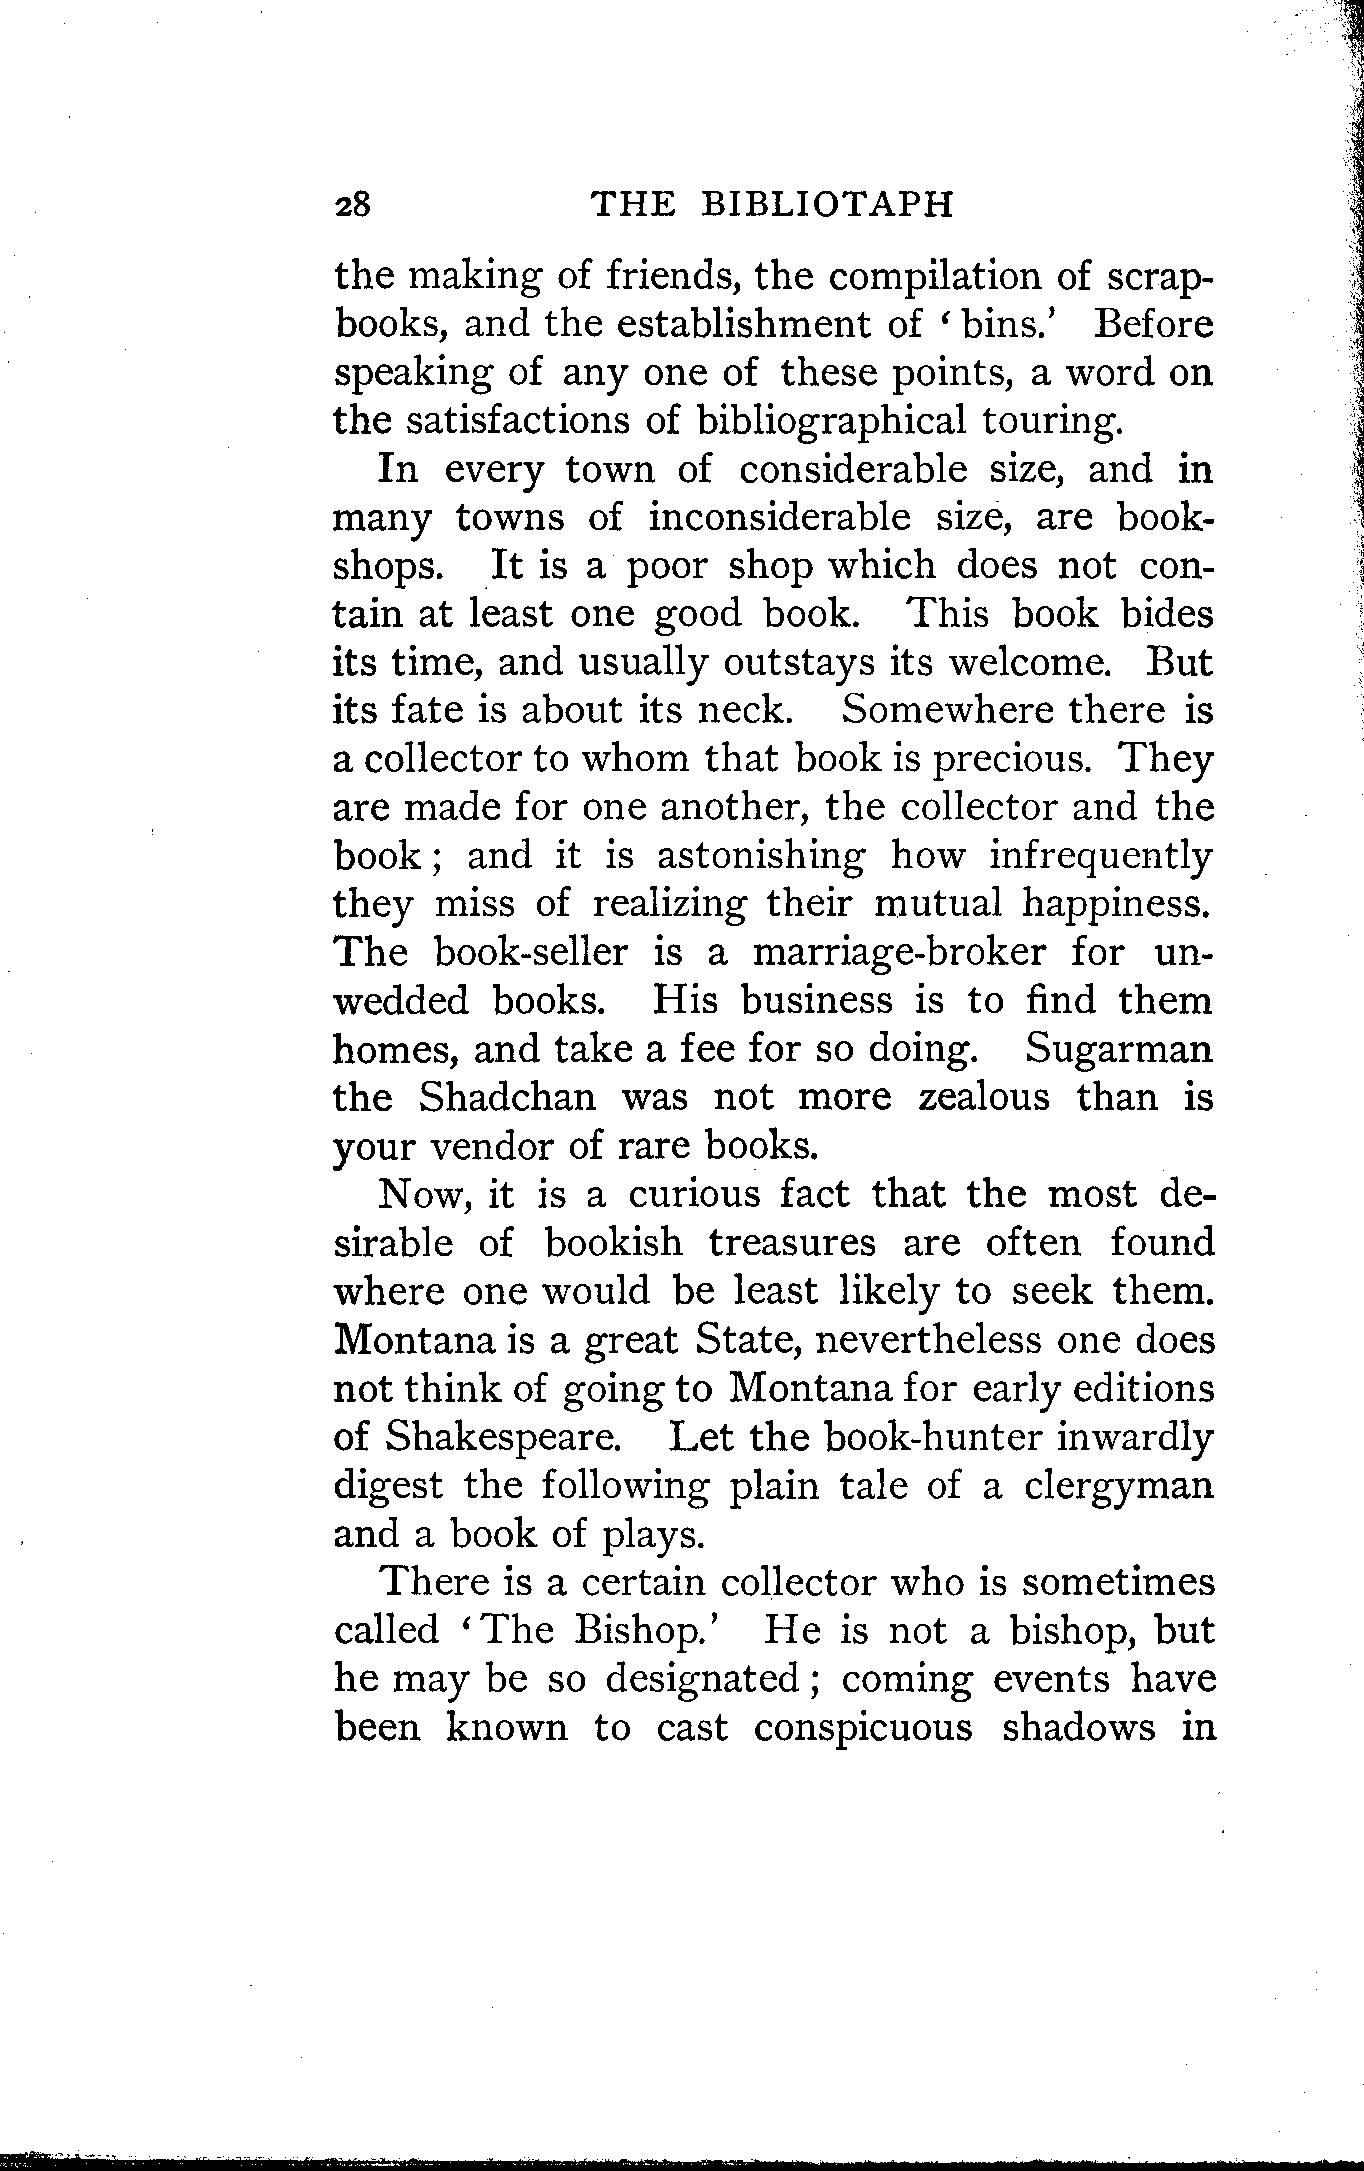 28 THE BIBLIOTAPH
the making of friends, the compilation of scrap-
books, and the establishment of ‘bins.’ Before
speaking of any one of these points, a word on
the satisfactions of bibliographical touring.
In every town of considerable size, and in
many towns of inconsiderable size, are book-
shops. It is a poor shop which does not con-
tain at least one good book. This book bides
its time, and usually outstays its welcome. But
its fate is about its neck. Somewhere there is
a collector to whom that book is precious. They
are made for one another, the collector and the
book; and it is astonishing how infrequently
they miss of realizing their mutual happiness.
The book-seller is a marriage-broker for un-
wedded books. His business is to find them
homes, and take a fee for so doing. Sugarman
the Shadchan was not more zealous than is
your vendor of rare books.
Now, it is a curious fact that the most de-
sirable of bookish treasures are often found
where one would be least likely to seek them.
Montana is a great State, nevertheless one does
not think of going to Montana for early editions
of Shakespeare. Let the book-hunter inwardly
digest the following plain tale of a clergyman
and a book of plays.
There is a certain collector who is sometimes
called ‘The Bishop.’ He is not a bishop, but
he may be so designated; coming events have
been known to cast conspicuous shadows in